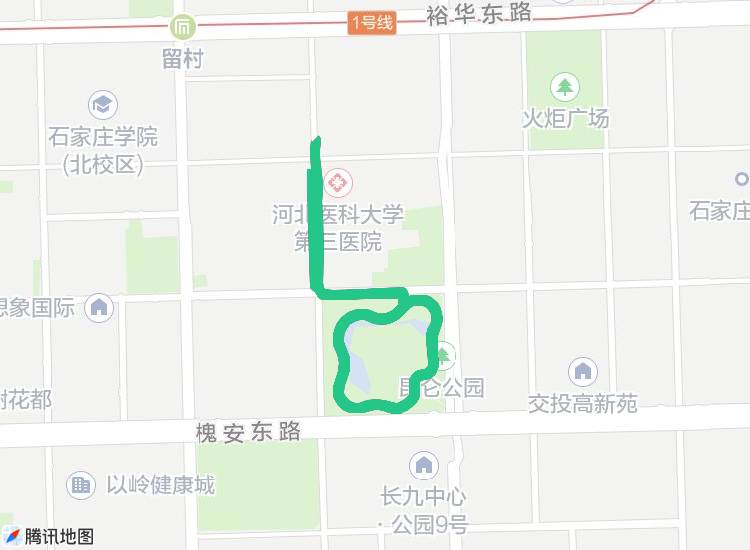 裕华东路
1号线
留村
石家庄学院
(北校区)
火炬广场
河北医科大学
第三医院
石家庄
想象国际
昆仑公园
花都
交投高新苑
槐安东路
以岭健康城
长九中心
·公园9号
腾讯地图